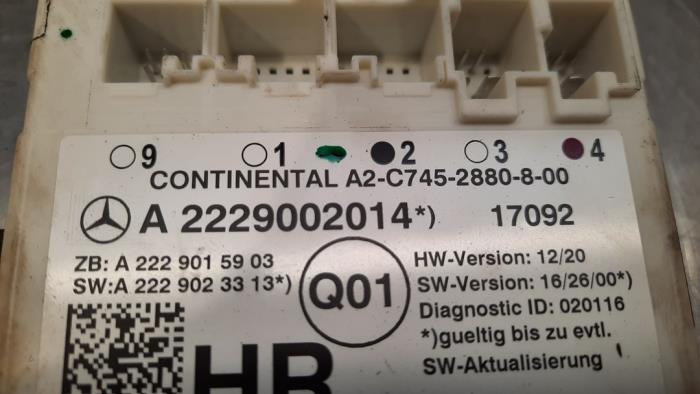 9 1 2 3 4
CONTINENTAL A2-C745-2880-8-00
A 2229002014*) 17092
ZB: A 222 901 59 03
SW:A 222 902 33 13*)
Q01
HW-Version: 12/20
SW-Version: 16/26/00*)
Diagnostic ID: 020116
*)gueltig bis zu evtl.
SW-Aktualisierung